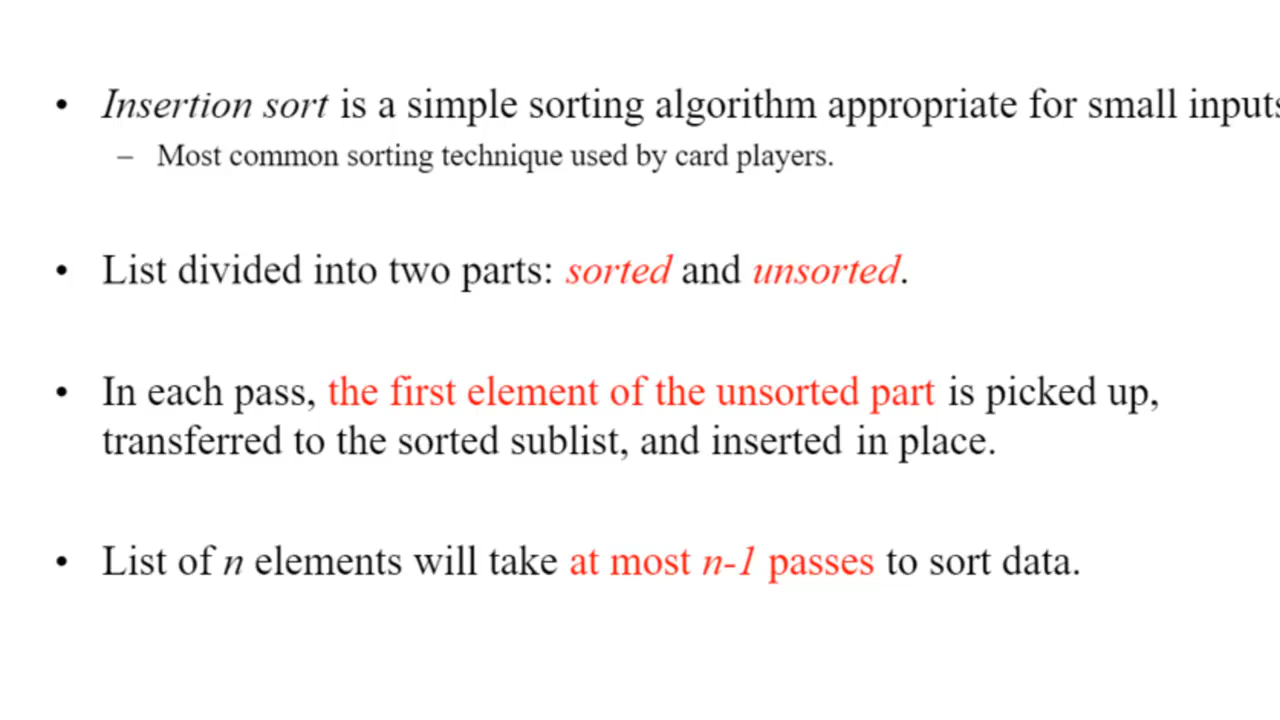 • Insertion sort is a simple sorting algorithm appropriate for small inputs
– Most common sorting technique used by card players.
• List divided into two parts: sorted and unsorted.
• In each pass, the first element of the unsorted part is picked up,
transferred to the sorted sublist, and inserted in place.
• List of n elements will take at most n-1 passes to sort data.